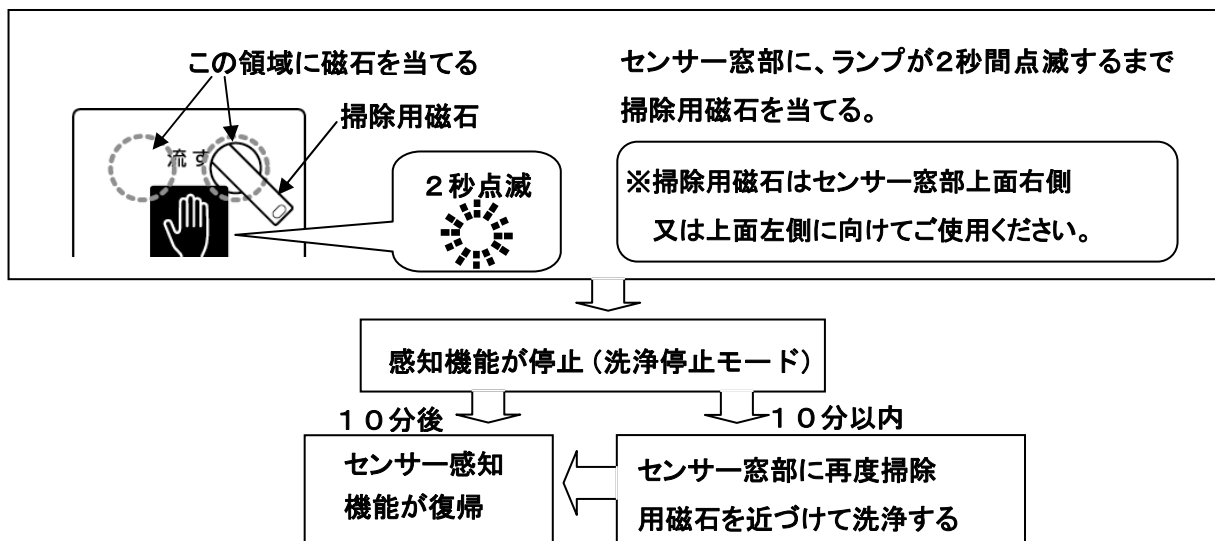 この領域に磁石を当てる
掃除用磁石
流す
２秒点滅
センサー窓部に、ランプが２秒間点滅するまで
掃除用磁石を当てる。
※掃除用磁石はセンサー窓部上面右側
又は上面左側に向けてご使用ください。
感知機能が停止（洗浄停止モード）
１０分後
１０分以内
センサー感知
機能が復帰
センサー窓部に再度掃除
用磁石を近づけて洗浄する